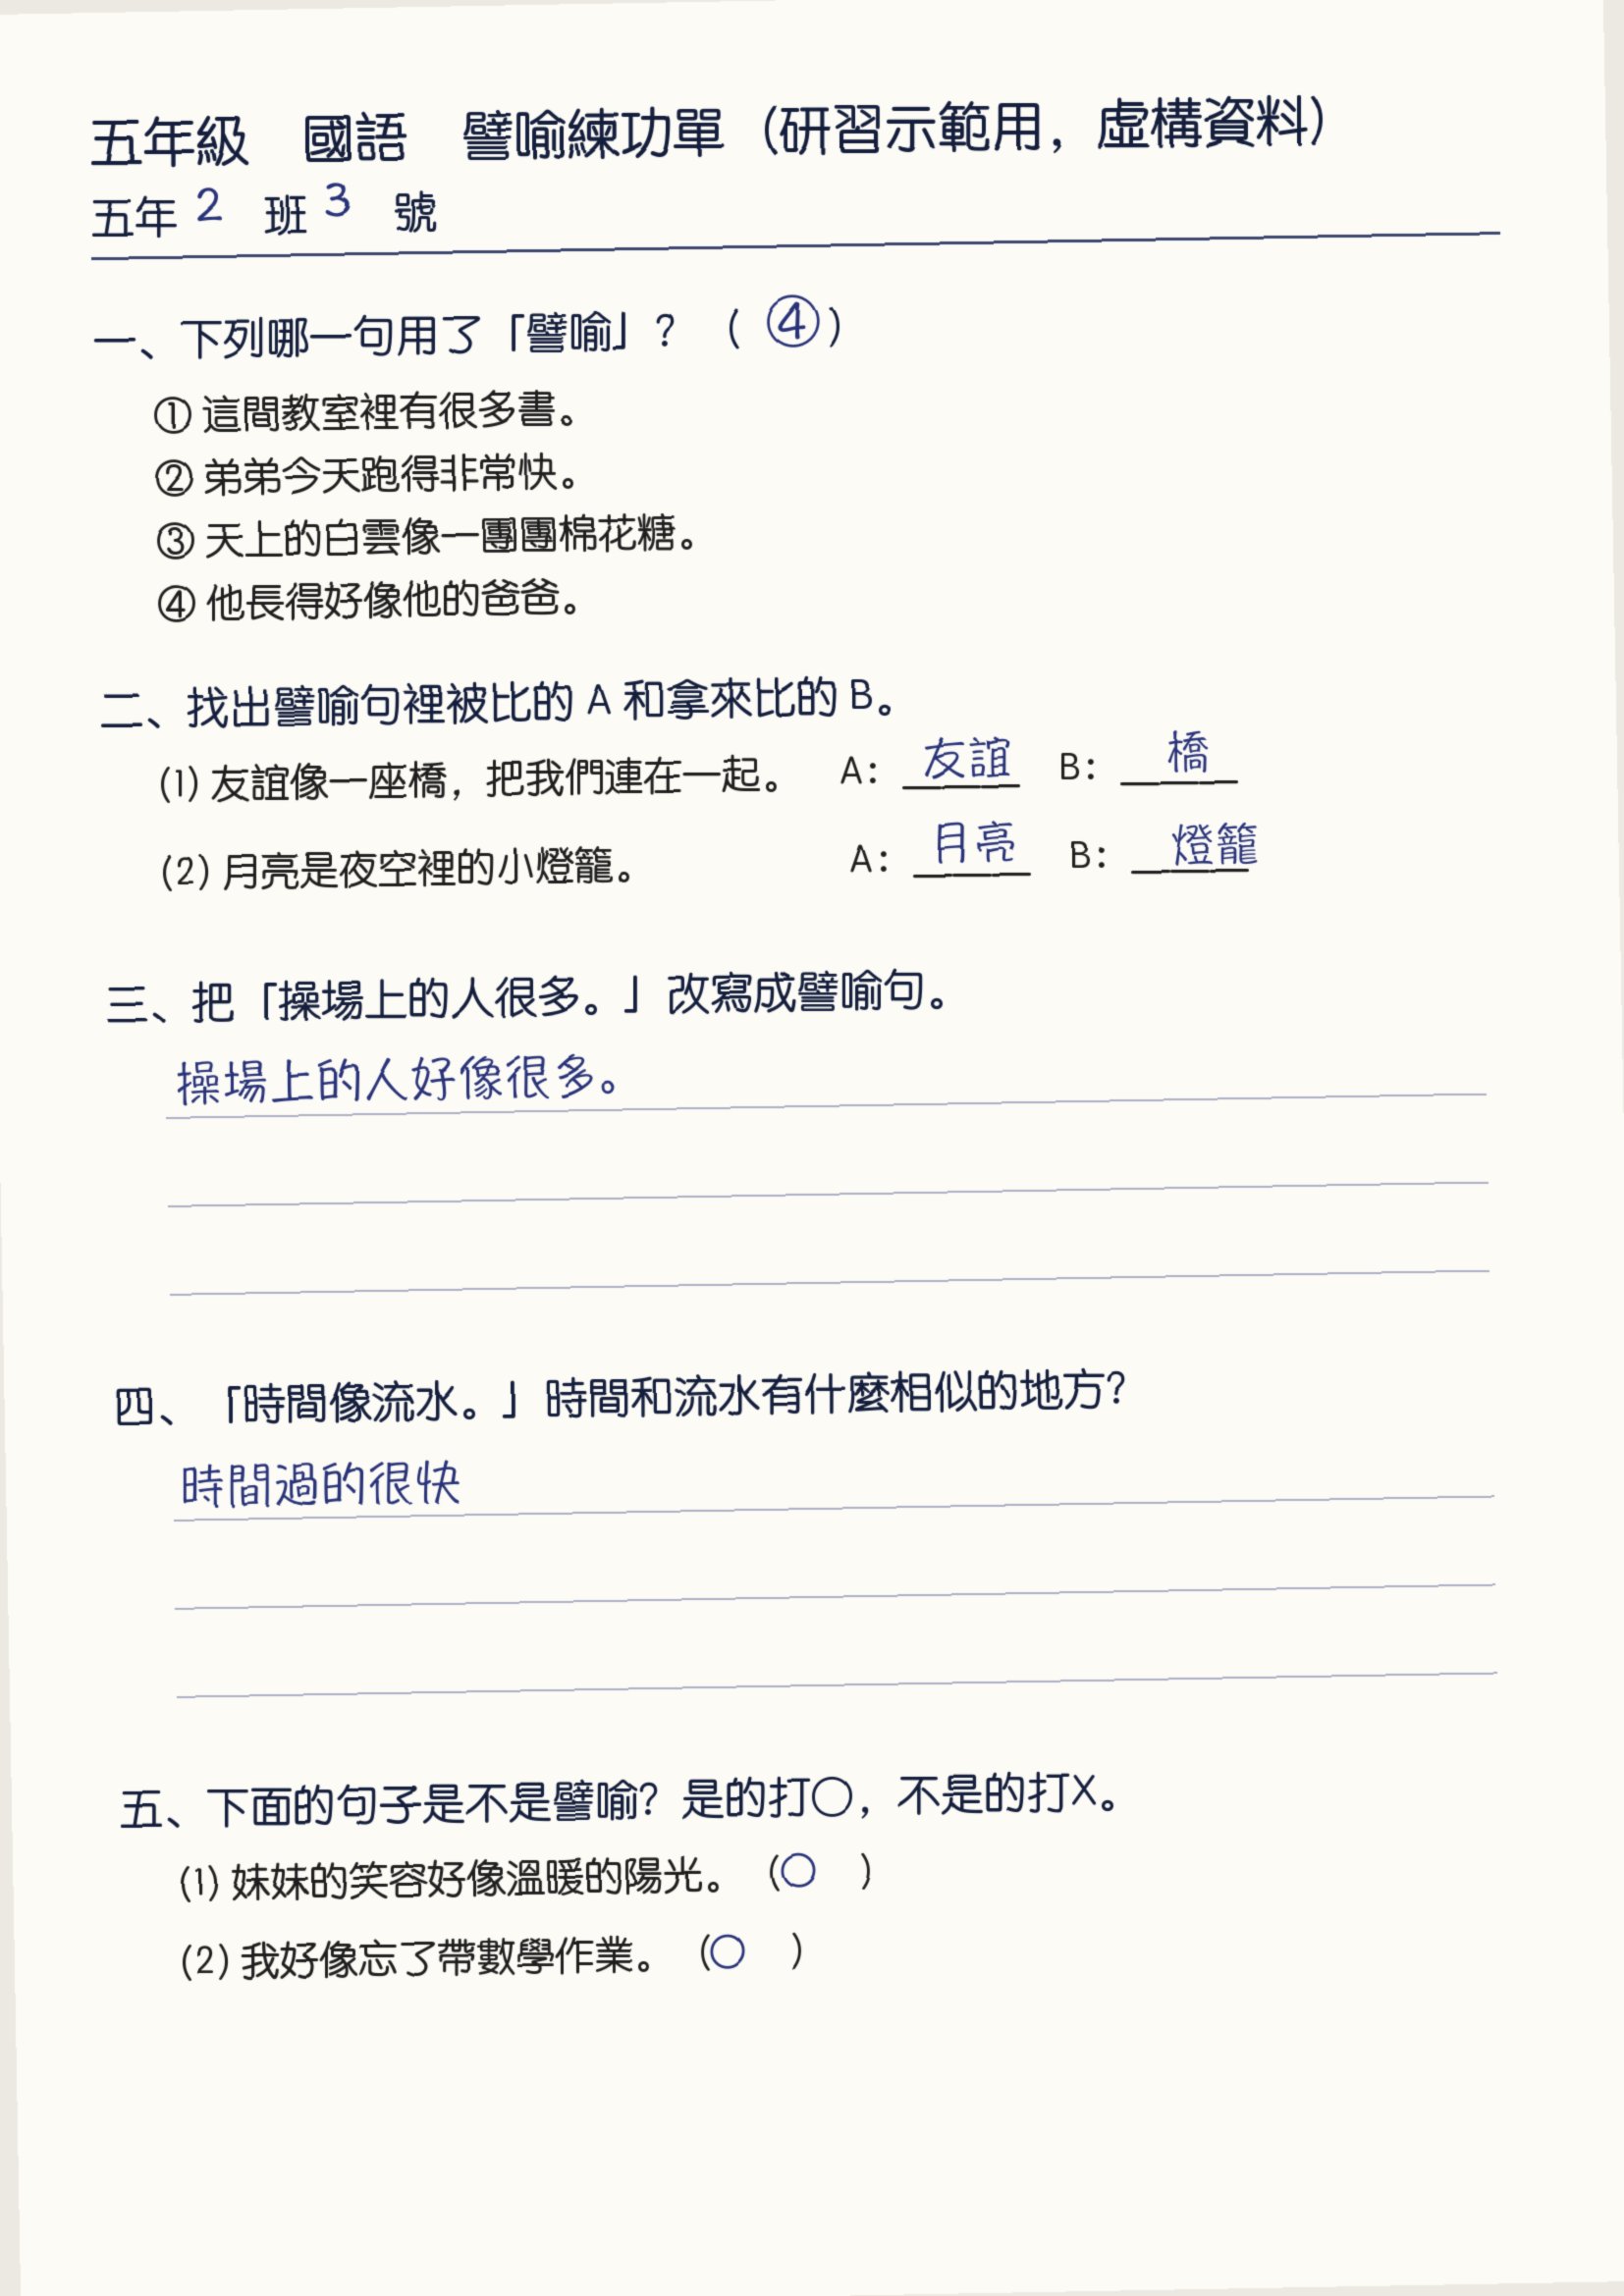 五年級　國語　譬喻練功單（研習示範用，虛構資料）
五年 2 班 3 號
一、下列哪一句用了「譬喻」？（ ④ ）
① 這間教室裡有很多書。
② 弟弟今天跑得非常快。
③ 天上的白雲像一團團棉花糖。
④ 他長得好像他的爸爸。
二、找出譬喻句裡被比的 A 和拿來比的 B。
(1) 友誼像一座橋，把我們連在一起。 A：友誼 B：橋
(2) 月亮是夜空裡的小燈籠。 A：月亮 B：燈籠
三、把「操場上的人很多。」改寫成譬喻句。
操場上的人好像很多。
四、「時間像流水。」時間和流水有什麼相似的地方？
時間過的很快
五、下面的句子是不是譬喻？是的打○，不是的打X。
(1) 妹妹的笑容好像溫暖的陽光。（○ ）
(2) 我好像忘了帶數學作業。（○ ）